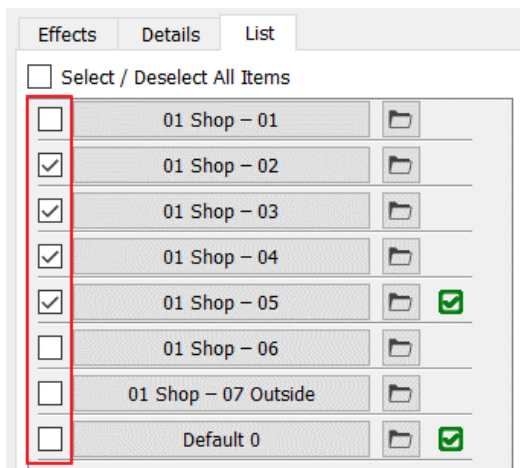 Effects Details List
Select / Deselect All Items
01 Shop – 01
01 Shop – 02
01 Shop – 03
01 Shop – 04
01 Shop – 05
01 Shop – 06
01 Shop – 07 Outside
Default 0